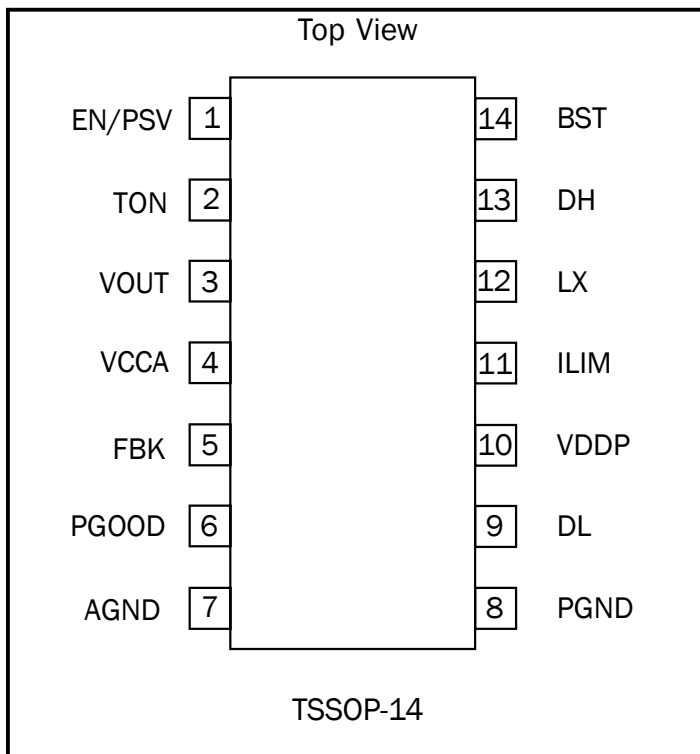 Top View
EN/PSV 1 14 BST
TON 2 13 DH
VOUT 3 12 LX
VCCA 4 11 ILIM
FBK 5 10 VDDP
PGOOD 6 9 DL
AGND 7 8 PGND
TSSOP-14